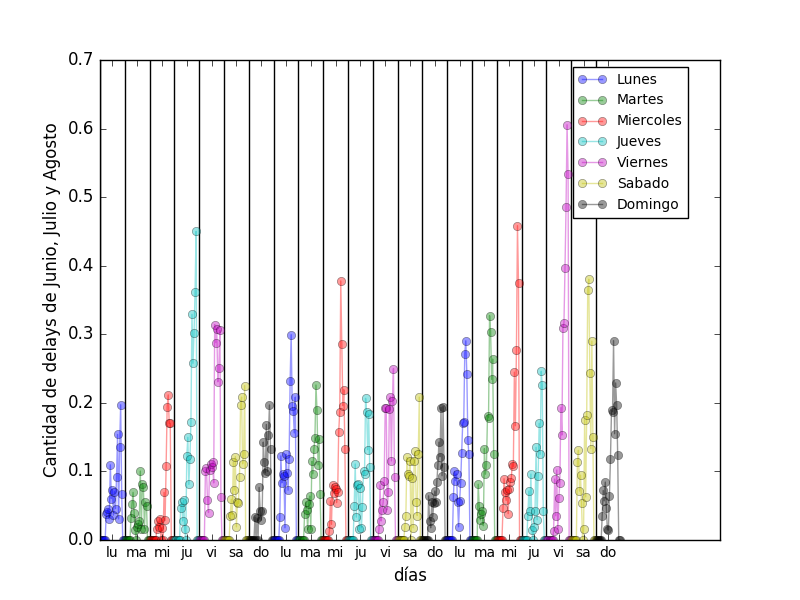 Cantidad de delays de Junio, Julio y Agosto
0.7
0.6
0.5
0.4
0.3
0.2
0.1
0.0
Lunes
Martes
Miercoles
Jueves
Viernes
Sabado
Domingo
lu ma mi ju vi sa do lu ma mi ju vi sa do lu ma mi ju vi sa do
días